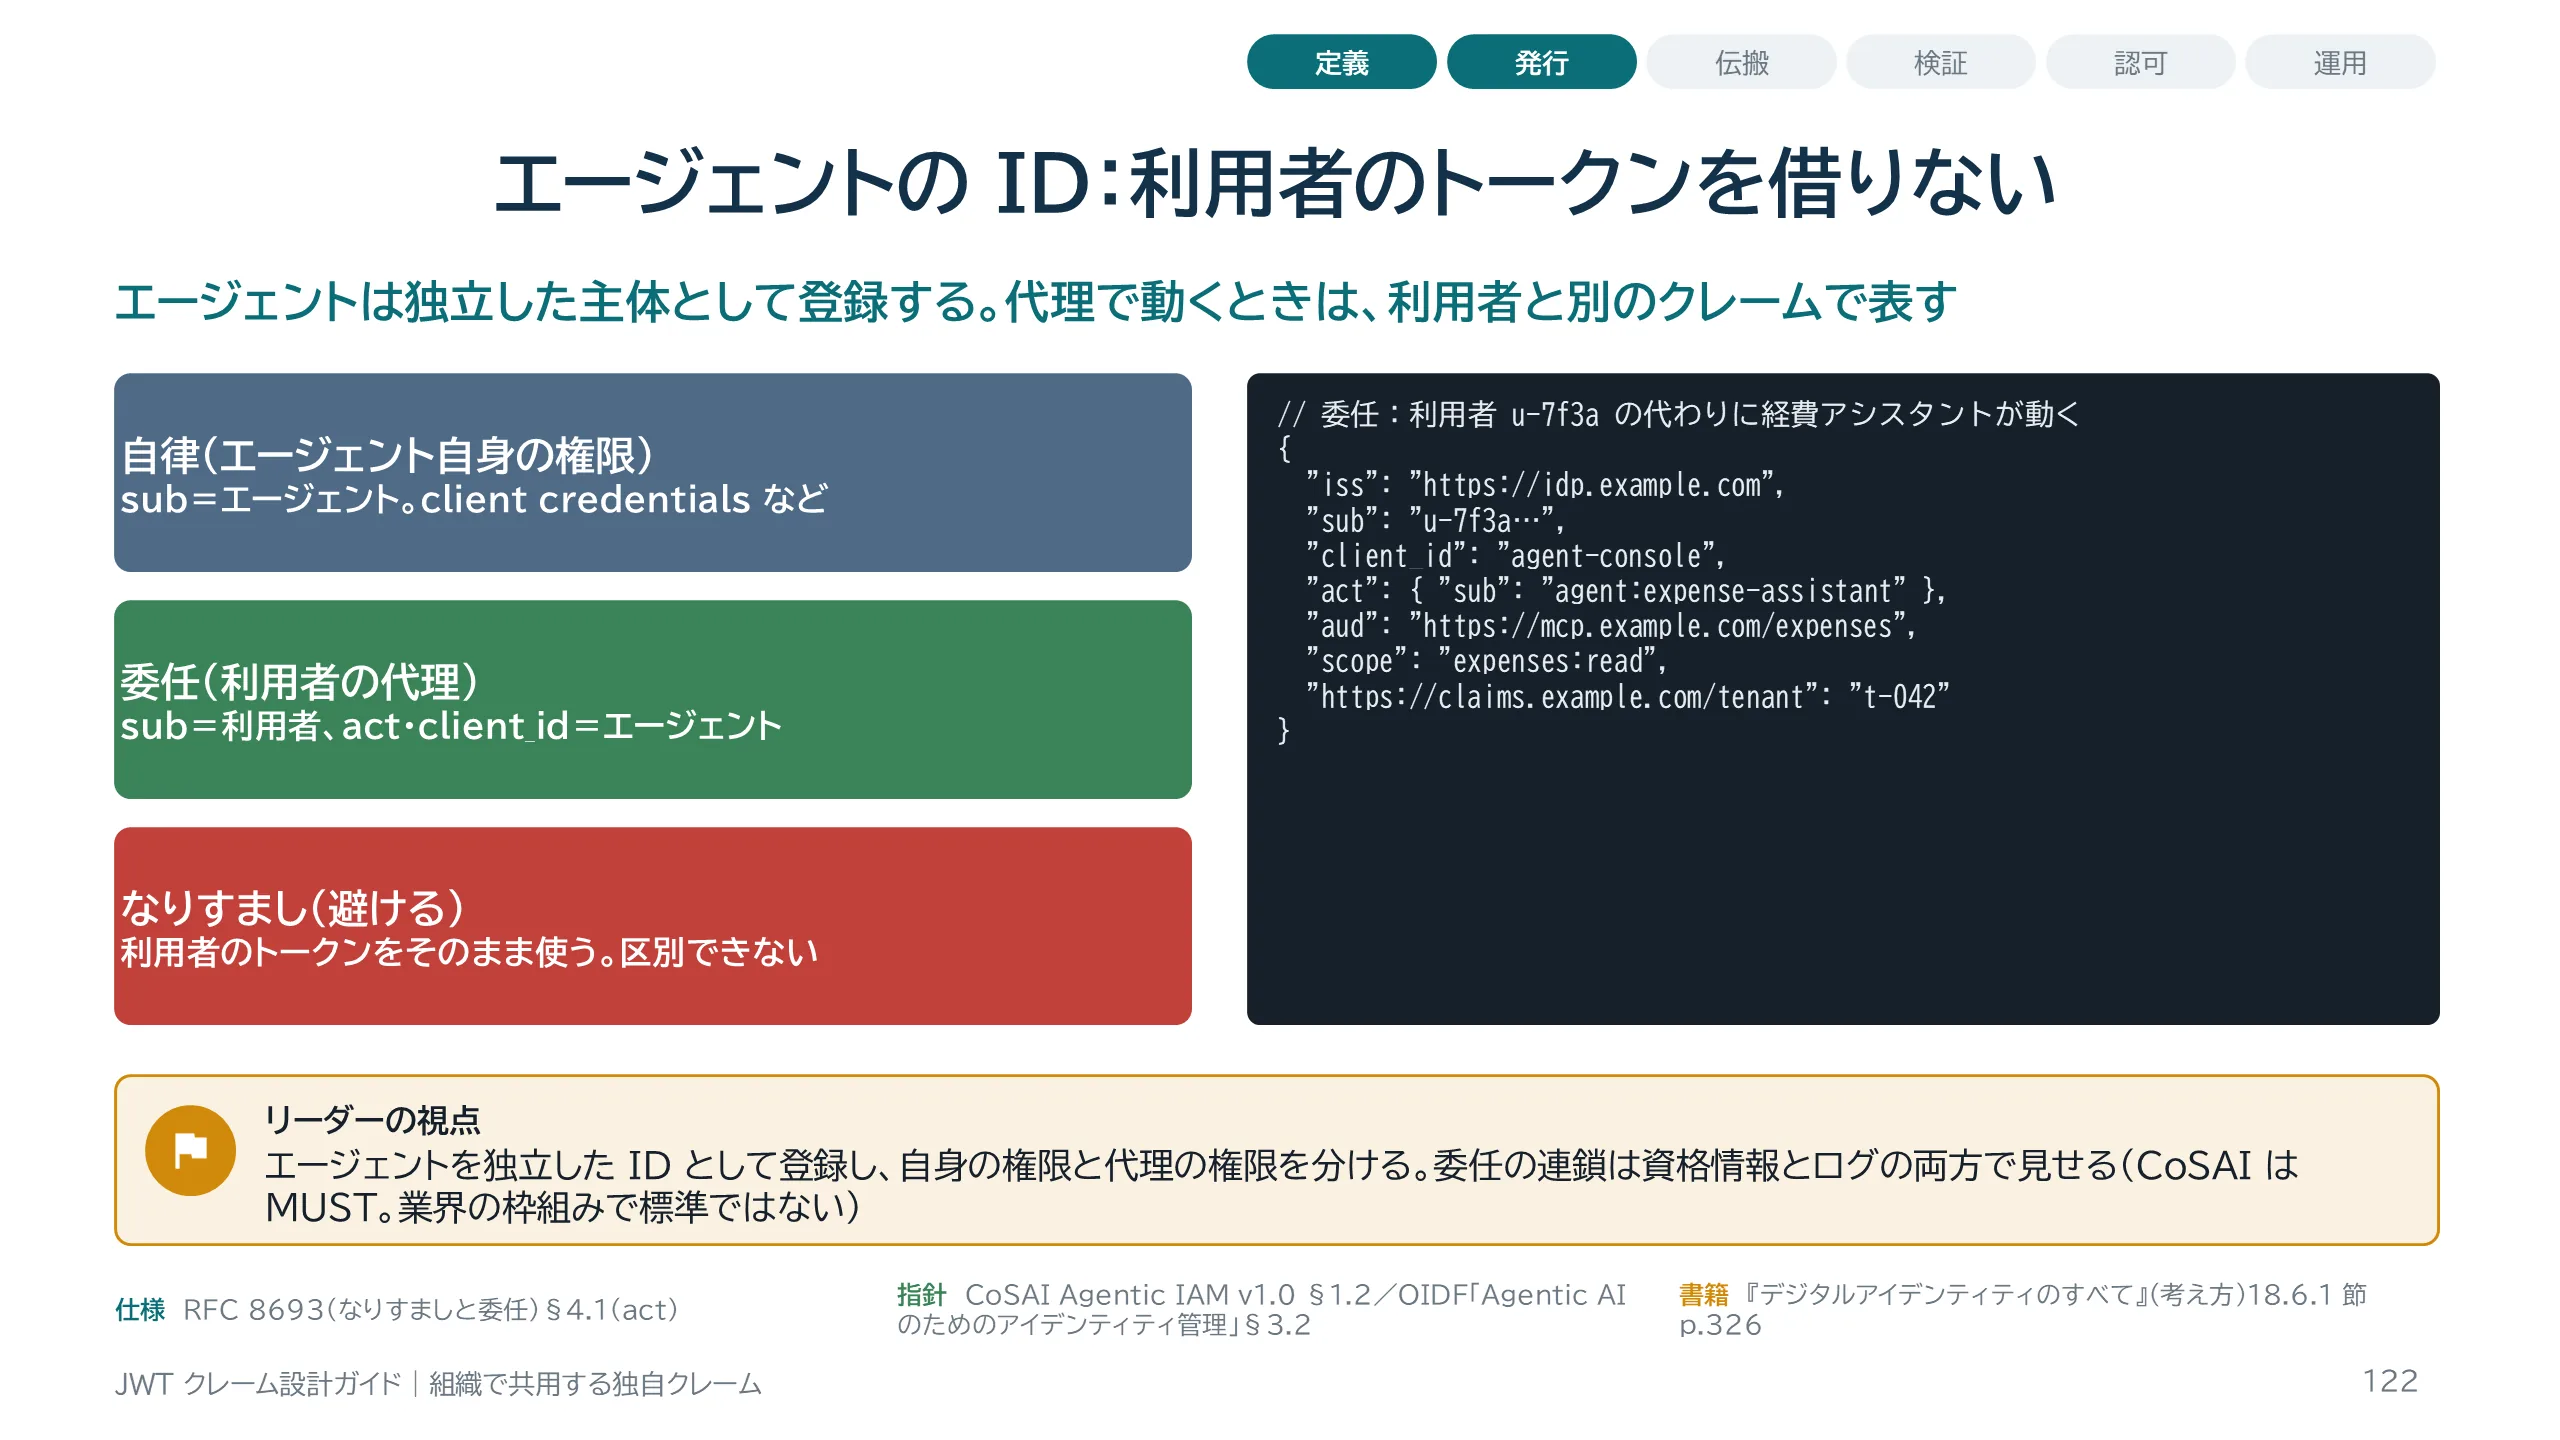 定義
発行
伝搬
検証
認可
運用
エージェントの ID：利用者のトークンを借りない
エージェントは独立した主体として登録する。代理で動くときは、利用者と別のクレームで表す
自律（エージェント自身の権限）
sub＝エージェント。client credentials など
委任（利用者の代理）
sub＝利用者、act・client_id＝エージェント
なりすまし（避ける）
利用者のトークンをそのまま使う。区別できない
// 委任：利用者 u-7f3a の代わりに経費アシスタントが動く
{
  ”iss”: ”https://idp.example.com”,
  ”sub”: ”u-7f3a…”,
  ”client_id”: ”agent-console”,
  ”act”: { ”sub”: ”agent:expense-assistant” },
  ”aud”: ”https://mcp.example.com/expenses”,
  ”scope”: ”expenses:read”,
  ”https://claims.example.com/tenant”: ”t-042”
}
リーダーの視点
エージェントを独立した ID として登録し、自身の権限と代理の権限を分ける。委任の連鎖は資格情報とログの両方で見せる（CoSAI は
MUST。業界の枠組みで標準ではない）
仕様 RFC 8693（なりすましと委任）§4.1（act）
指針 CoSAI Agentic IAM v1.0 §1.2／OIDF「Agentic AI
のためのアイデンティティ管理」§3.2
書籍 『デジタルアイデンティティのすべて』（考え方）18.6.1 節
p.326
JWT クレーム設計ガイド｜組織で共用する独自クレーム
122